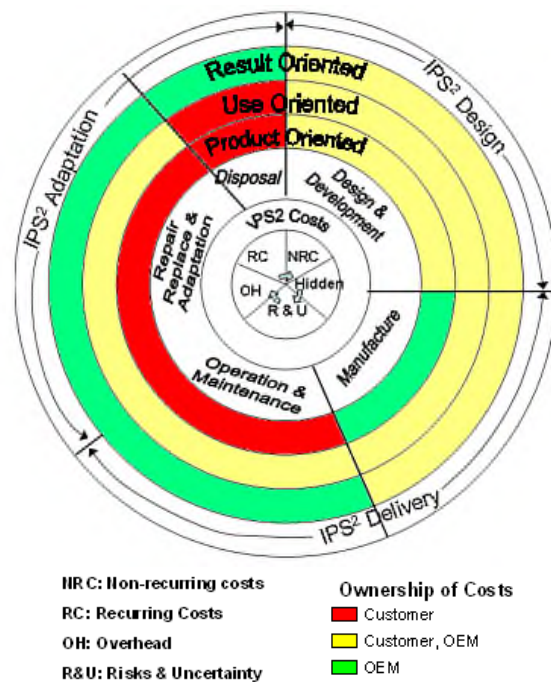 Result Oriented
Use Oriented
Product Oriented
IPS² Adaptation
IPS² Design
IPS² Delivery
Disposal
Design &
Development
Repair
Replace &
Adaptation
Manufacture
Operation &
Maintenance
IPS2 Costs
RC
NRC
OH
Hidden
R & U
NRC: Non-recurring costs
RC: Recurring Costs
OH: Overhead
R&U: Risks & Uncertainty
Ownership of Costs
Customer
Customer, OEM
OEM